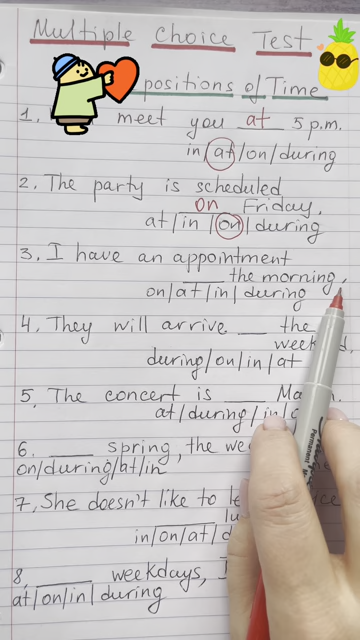 Multiple Choice Test
positions of Time
1. meet you at 5 p.m.
in/at/on/during
2. The party is scheduled
on Friday.
at/in/on/during
3. I have an appointment
___ the morning.
on/at/in/during
4. They will arrive ___ the
during/on/in/at
5. The concert is ___
at/during/in/
6. ___ spring, the
on/during/at/in
7. She doesn't like to
in/on/at/
8. ___ weekdays, I
at/on/in/during